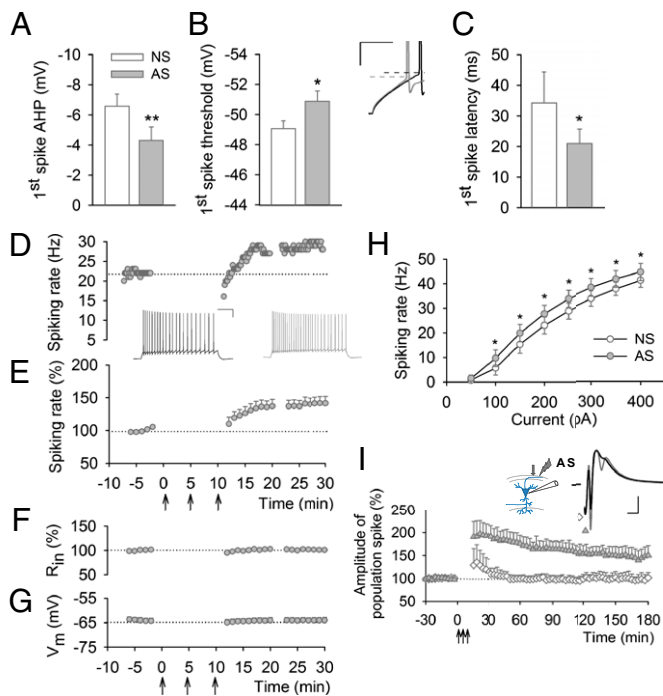 A
1st spike AHP (mV)
-10
-8
-6
-4
-2
0
NS
AS
**
B
1st spike threshold (mV)
-54
-52
-50
-48
-46
-44
*
C
1st spike latency (ms)
60
50
40
30
20
10
0
*
D
Spiking rate (Hz)
30
25
20
15
10
5
E
Spiking rate (%)
200
150
100
50
-10 -5 0 5 10 15 20 25 30
Time (min)
F
Rin (%)
150
100
50
G
Vm (mV)
-55
-65
-75
-10 -5 0 5 10 15 20 25 30
Time (min)
H
Spiking rate (Hz)
50
40
30
20
10
0
* * * * * * *
NS
AS
0 100 200 300 400
Current (pA)
I
AS
Amplitude of population spike (%)
250
200
150
100
50
-30 0 30 60 90 120 150 180
Time (min)